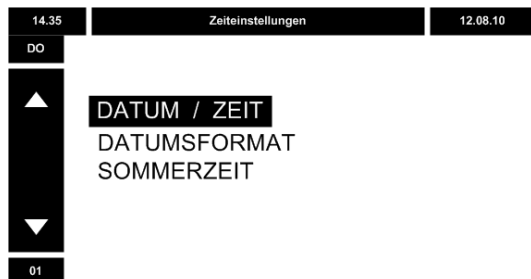 14.35 Zeiteinstellungen 12.08.10
DO
DATUM / ZEIT
DATUMSFORMAT
SOMMERZEIT
01